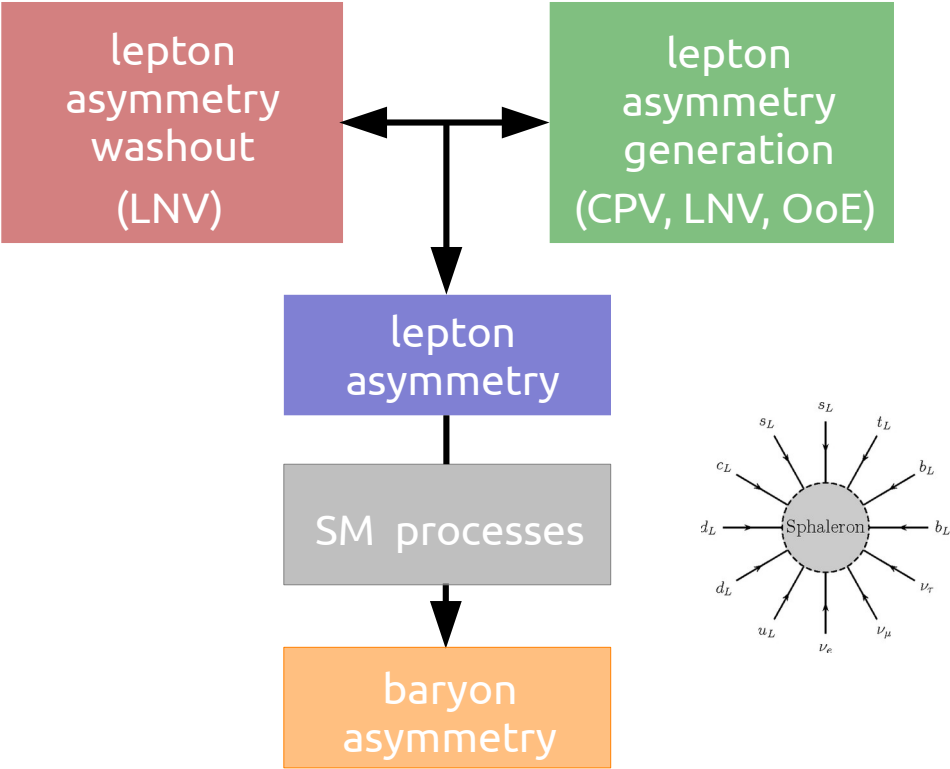 lepton
asymmetry
washout
(LNV)
lepton
asymmetry
generation
(CPV, LNV, OoE)
lepton
asymmetry
SM processes
baryon
asymmetry
s_L
s_L
t_L
c_L
b_L
d_L
Sphaleron
b_L
d_L
ν_τ
u_L
ν_μ
ν_e